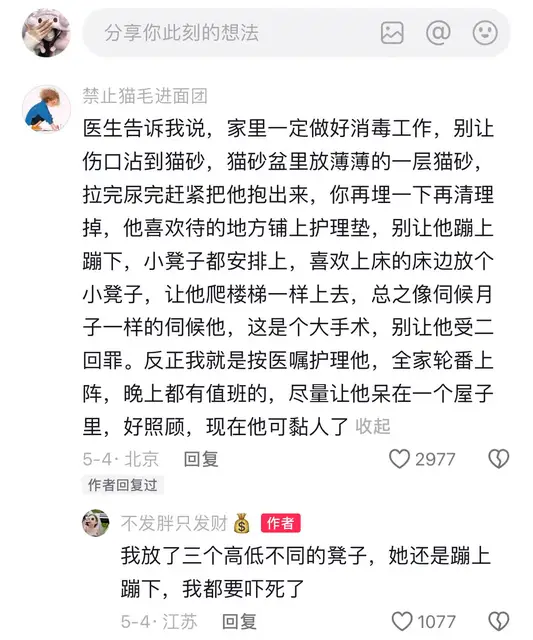 分享你此刻的想法
禁止猫毛进面团
医生告诉我说，家里一定做好消毒工作，别让
伤口沾到猫砂，猫砂盆里放薄薄的一层猫砂，
拉完尿完赶紧把他抱出来，你再埋一下再清理
掉，他喜欢待的地方铺上护理垫，别让他蹦上
蹦下，小凳子都安排上，喜欢上床的床边放个
小凳子，让他爬楼梯一样上去，总之像伺候月
子一样的伺候他，这是个大手术，别让他受二
回罪。反正我就是按医嘱护理他，全家轮番上
阵，晚上都有值班的，尽量让他呆在一个屋子
里，好照顾，现在他可黏人了 收起
5-4· 北京 回复 2977
作者回复过
不发胖只发财💰 作者
我放了三个高低不同的凳子，她还是蹦上
蹦下，我都要吓死了
5-4· 江苏 回复 1077